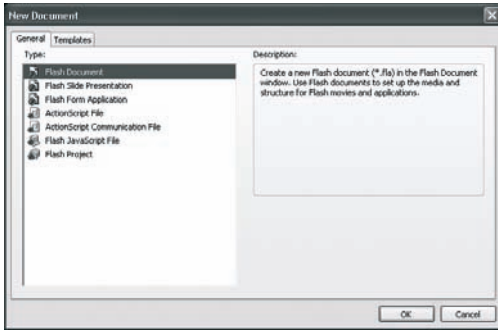 New Document
General Templates
Type:
Flash Document
Flash Slide Presentation
Flash Form Application
ActionScript File
ActionScript Communication File
Flash JavaScript File
Flash Project
Description:
Create a new Flash document (*.fla) in the Flash Document
window. Use Flash documents to set up the media and
structure for Flash movies and applications.
OK Cancel